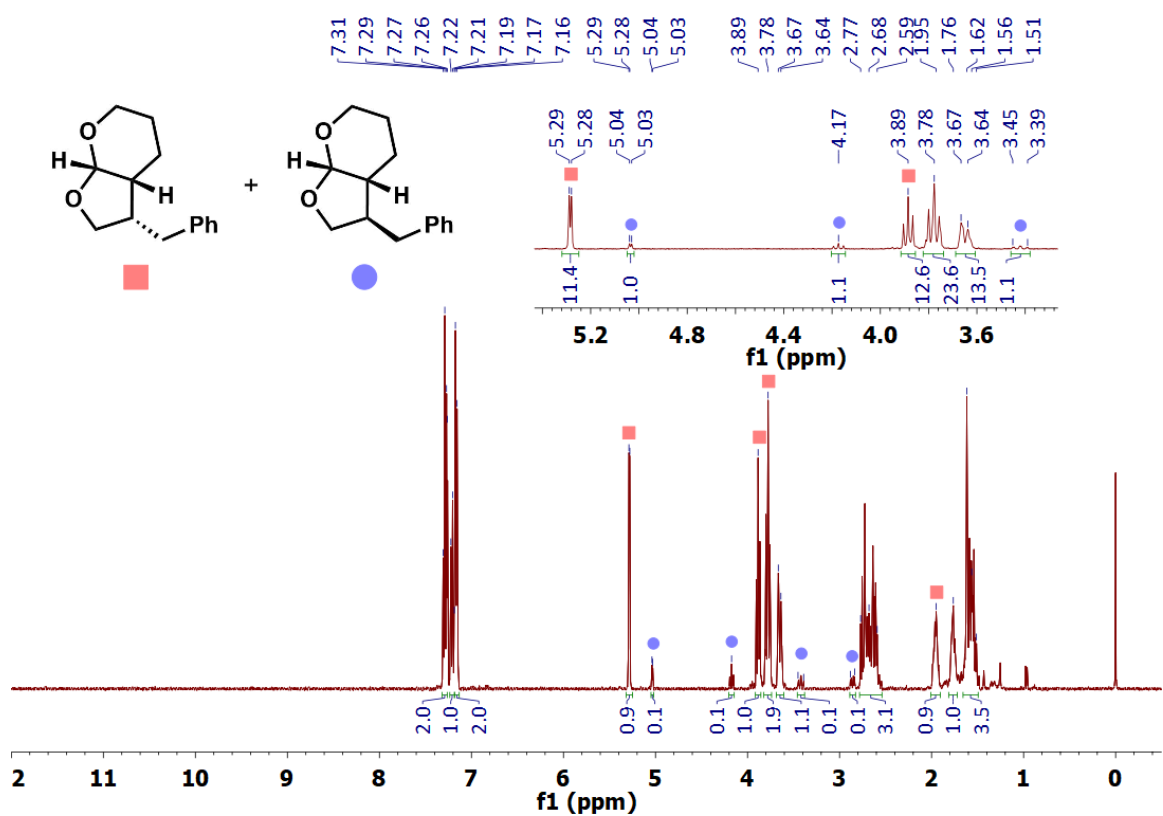 7.31 7.29 7.27 7.26 7.22 7.21 7.19 7.17 7.16 5.29 5.28 5.04 5.03 3.89 3.78 3.67 3.64 2.77 2.68 2.59 1.95 1.76 1.62 1.56 1.51
5.29 5.28 5.04 5.03 4.17 3.89 3.78 3.67 3.64 3.45 3.39
O
H
O
H
Ph
+
O
H
O
H
Ph
11.4 1.0 1.1 12.6 23.6 13.5 1.1
5.2 4.8 4.4 4.0 3.6
f1 (ppm)
2.0 1.0 2.0 0.9 0.1 0.1 1.0 1.9 1.1 0.1 0.1 3.1 0.9 1.0 3.5
2 11 10 9 8 7 6 5 4 3 2 1 0
f1 (ppm)